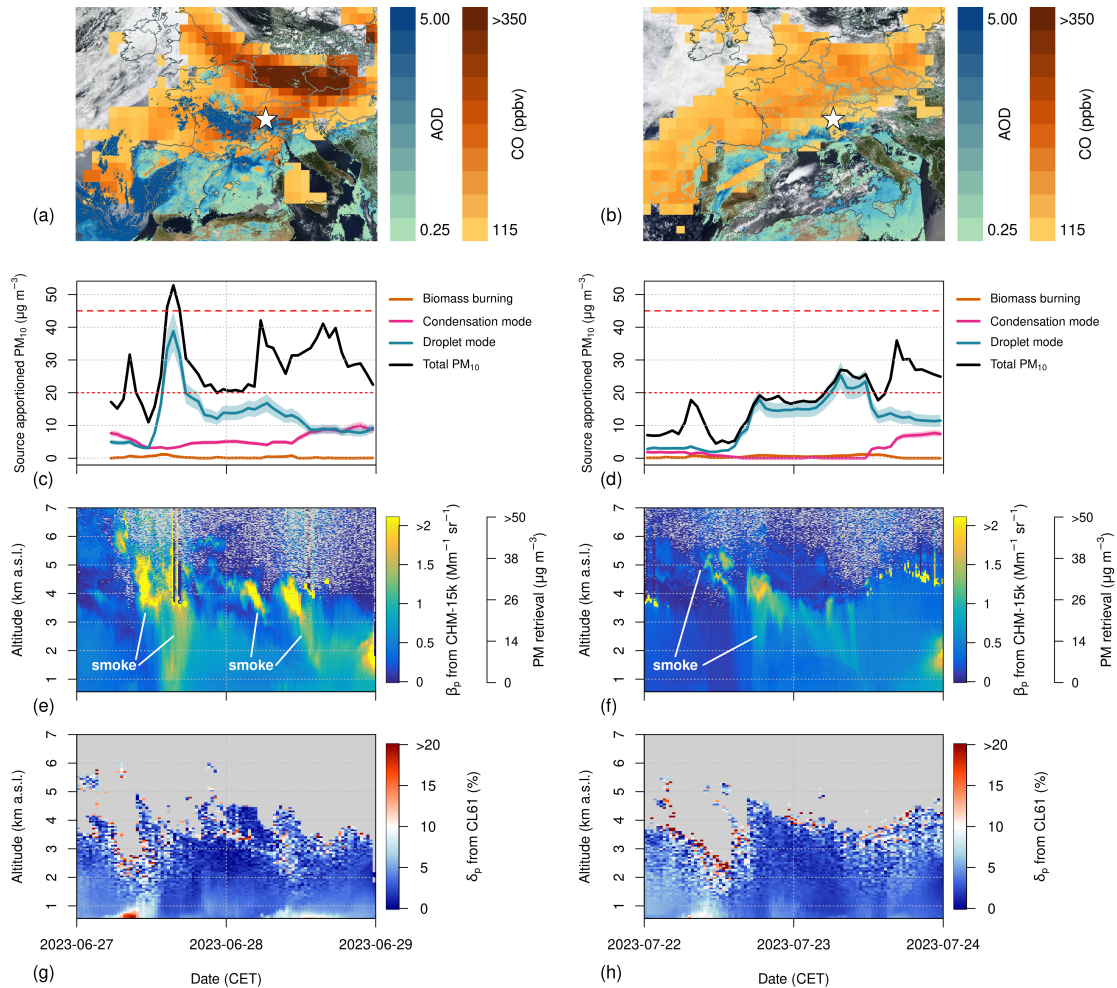 5.00
AOD
0.25
>350
CO (ppbv)
115
(a)
5.00
AOD
0.25
>350
CO (ppbv)
115
(b)
Source apportioned PM₁₀ (µg m⁻³)
50
40
30
20
10
0
Biomass burning
Condensation mode
Droplet mode
Total PM₁₀
(c)
Source apportioned PM₁₀ (µg m⁻³)
50
40
30
20
10
0
Biomass burning
Condensation mode
Droplet mode
Total PM₁₀
(d)
Altitude (km a.s.l.)
7
6
5
4
3
2
1
smoke
smoke
>2
1.5
1
0.5
0
βₚ from CHM-15k (Mm⁻¹ sr⁻¹)
>50
38
26
14
0
PM retrieval (µg m⁻³)
(e)
Altitude (km a.s.l.)
7
6
5
4
3
2
1
smoke
>2
1.5
1
0.5
0
βₚ from CHM-15k (Mm⁻¹ sr⁻¹)
>50
38
26
14
0
PM retrieval (µg m⁻³)
(f)
Altitude (km a.s.l.)
7
6
5
4
3
2
1
>20
15
10
5
0
δₚ from CL61 (%)
2023-06-27 2023-06-28 2023-06-29
(g)
Date (CET)
Altitude (km a.s.l.)
7
6
5
4
3
2
1
>20
15
10
5
0
δₚ from CL61 (%)
2023-07-22 2023-07-23 2023-07-24
(h)
Date (CET)